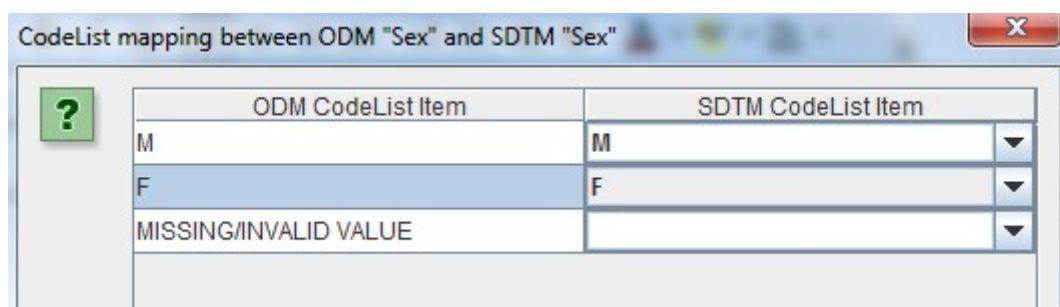 CodeList mapping between ODM "Sex" and SDTM "Sex"
ODM CodeList Item SDTM CodeList Item
M M
F F
MISSING/INVALID VALUE